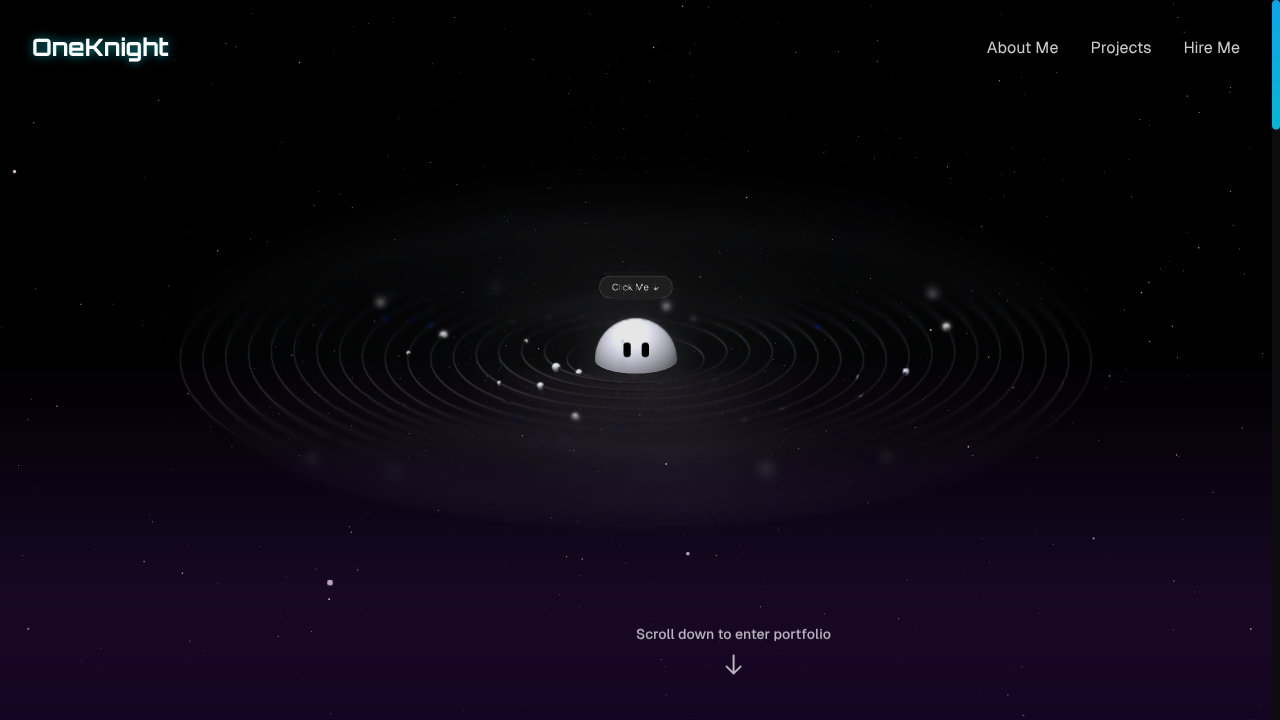 OneKnight
About Me
Projects
Hire Me
Click Me ↓
Scroll down to enter portfolio